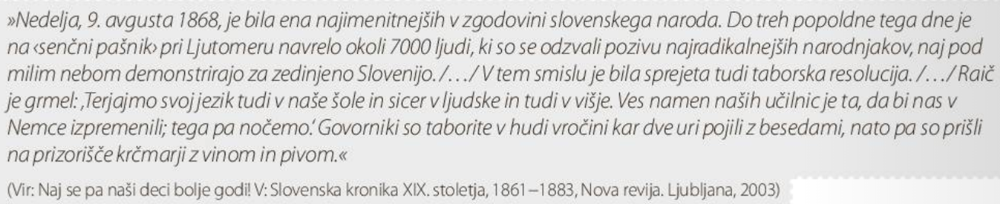 »Nedelja, 9. avgusta 1868, je bila ena najimenitnejših v zgodovini slovenskega naroda. Do treh popoldne tega dne je
na ‹senčni pašnik› pri Ljutomeru navrelo okoli 7000 ljudi, ki so se odzvali pozivu najradikalnejših narodnjakov, naj pod
milim nebom demonstrirajo za zedinjeno Slovenijo. /…/ V tem smislu je bila sprejeta tudi taborska resolucija. /…/ Raič
je grmel: ‚Terjajmo svoj jezik tudi v naše šole in sicer v ljudske in tudi v višje. Ves namen naših učilnic je ta, da bi nas v
Nemce izpremenili; tega pa nočemo.‘ Govorniki so taborite v hudi vročini kar dve uri pojili z besedami, nato pa so prišli
na prizorišče krčmarji z vinom in pivom.«
(Vir: Naj se pa naši deci bolje godi! V: Slovenska kronika XIX. stoletja, 1861–1883, Nova revija. Ljubljana, 2003)